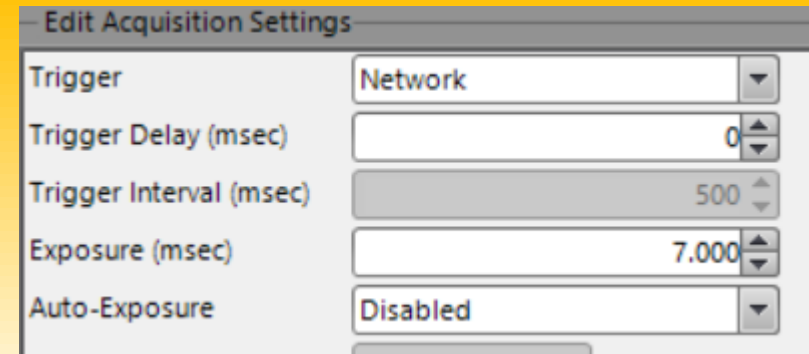 Edit Acquisition Settings
Trigger Network
Trigger Delay (msec) 0
Trigger Interval (msec) 500
Exposure (msec) 7.000
Auto-Exposure Disabled